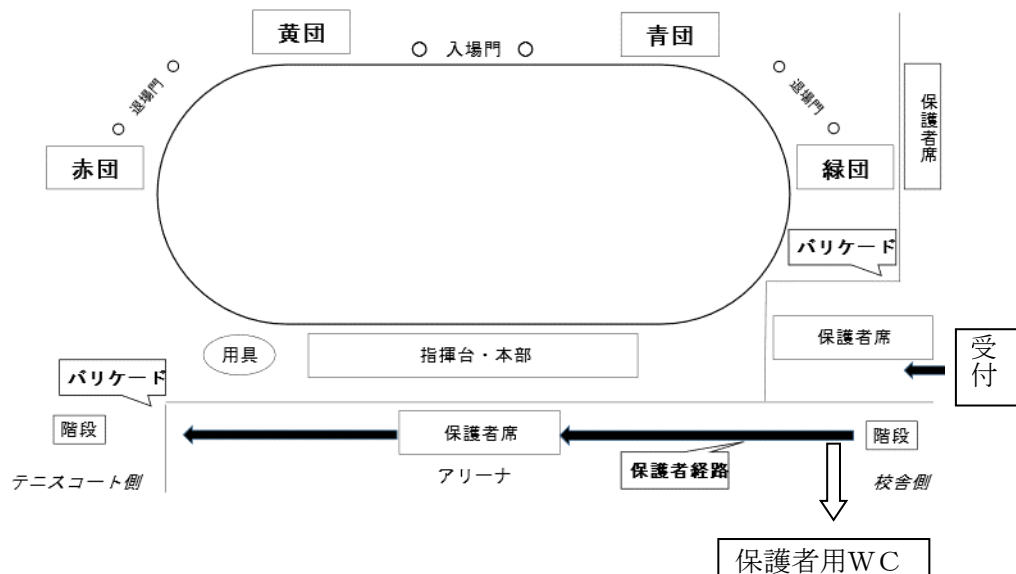 黄団
入場門
青団
退場門
退場門
保護者席
赤団
緑団
バリケード
用具
指揮台・本部
保護者席
受付
バリケード
階段
保護者席
階段
テニスコート側
アリーナ
保護者経路
校舎側
保護者用WC